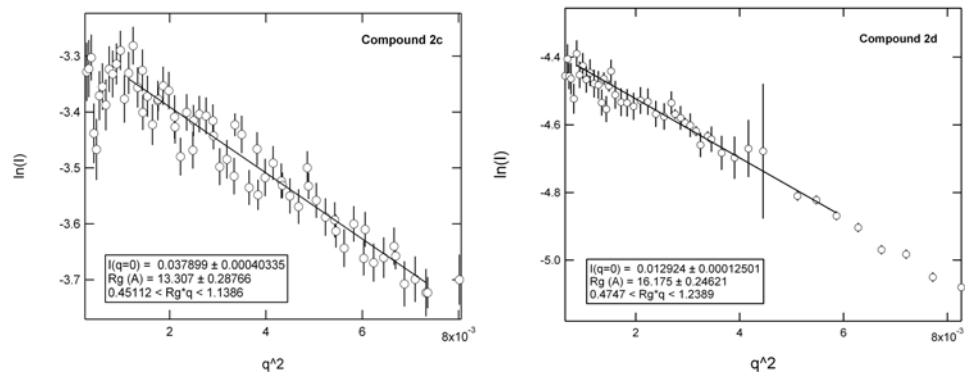 Compound 2c
ln(I)
-3.3
-3.4
-3.5
-3.6
-3.7
I(q=0) = 0.037899 ± 0.00040335
Rg (A) = 13.307 ± 0.28766
0.45112 < Rg*q < 1.1386
2 4 6 8x10⁻³
q^2
Compound 2d
ln(I)
-4.4
-4.6
-4.8
-5.0
I(q=0) = 0.012924 ± 0.00012501
Rg (A) = 16.175 ± 0.24621
0.4747 < Rg*q < 1.2389
2 4 6 8x10⁻³
q^2